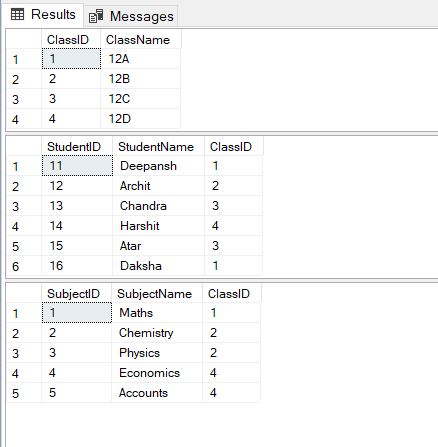 Results Messages
ClassID ClassName
1 1 12A
2 2 12B
3 3 12C
4 4 12D
StudentID StudentName ClassID
1 11 Deepansh 1
2 12 Archit 2
3 13 Chandra 3
4 14 Harshit 4
5 15 Atar 3
6 16 Daksha 1
SubjectID SubjectName ClassID
1 1 Maths 1
2 2 Chemistry 2
3 3 Physics 2
4 4 Economics 4
5 5 Accounts 4